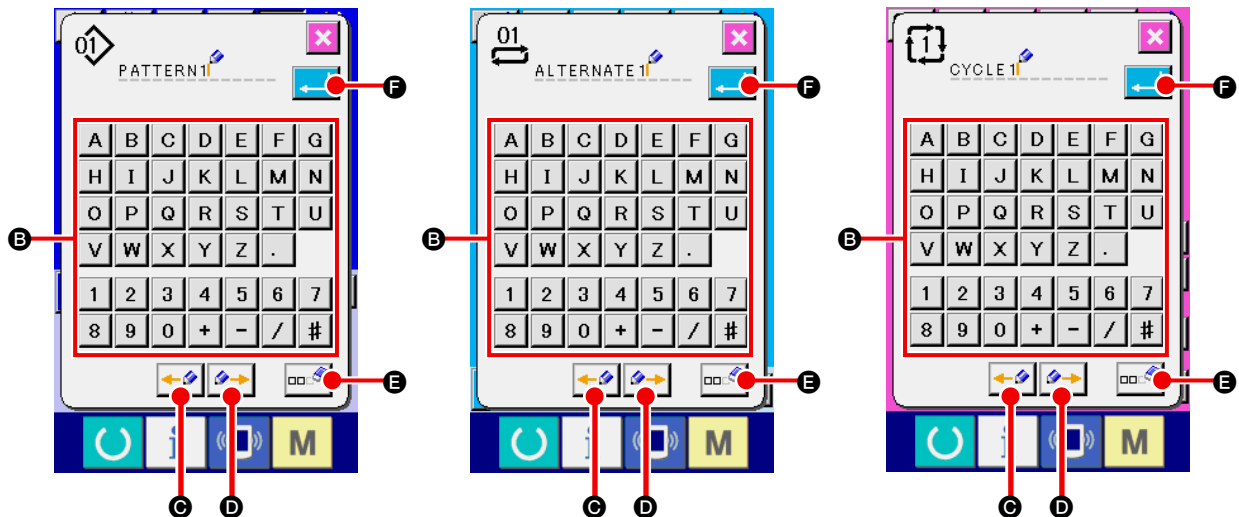 01
PATTERN1
F
A B C D E F G
H I J K L M N
O P Q R S T U
V W X Y Z .
1 2 3 4 5 6 7
8 9 0 + - / #
B
E
i M
C D
01
ALTERNATE1
F
A B C D E F G
H I J K L M N
O P Q R S T U
V W X Y Z .
1 2 3 4 5 6 7
8 9 0 + - / #
B
E
i M
C D
1
CYCLE1
F
A B C D E F G
H I J K L M N
O P Q R S T U
V W X Y Z .
1 2 3 4 5 6 7
8 9 0 + - / #
B
E
i M
C D